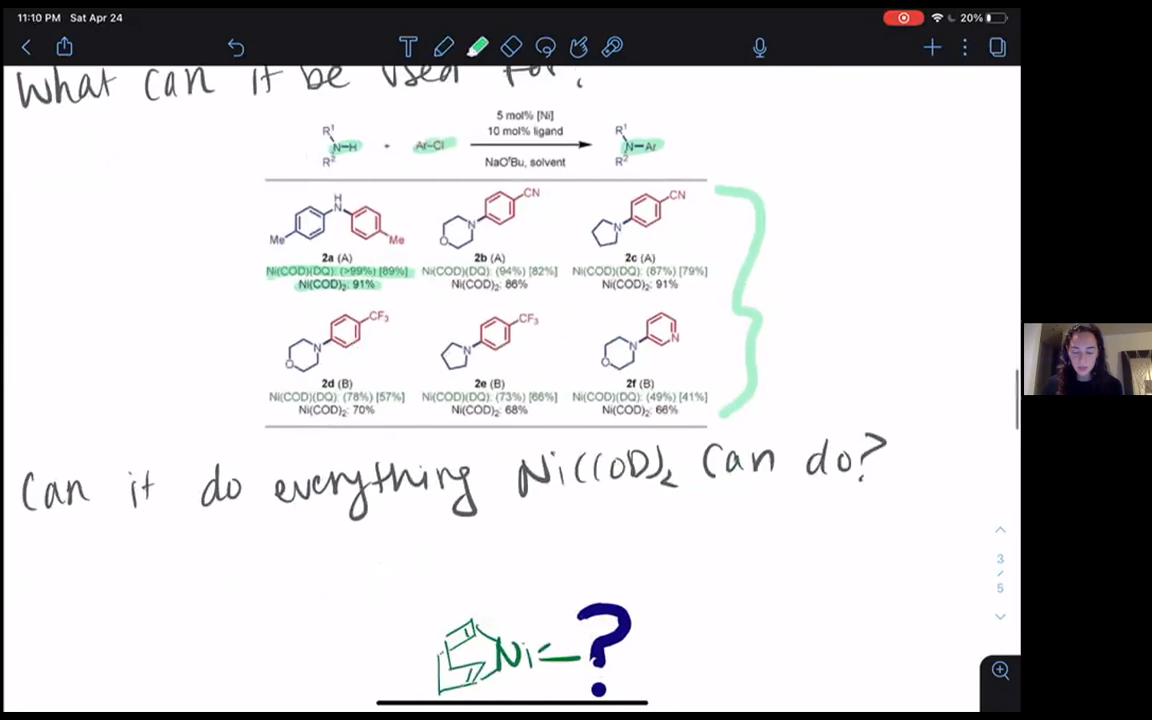 11:10 PM Sat Apr 24
20%
T
What can it be used for?
R¹
N–H
R²
+
Ar–Cl
5 mol% [Ni]
10 mol% ligand
NaOᵗBu, solvent
R¹
N–Ar
R²
H
N
Me
Me
2a (A)
Ni(COD)(DQ): (>99%) [89%]
Ni(COD)₂: 91%
CN
N
O
2b (A)
Ni(COD)(DQ): (94%) [82%]
Ni(COD)₂: 86%
CN
N
2c (A)
Ni(COD)(DQ): (87%) [79%]
Ni(COD)₂: 91%
CF₃
N
O
2d (B)
Ni(COD)(DQ): (78%) [57%]
Ni(COD)₂: 70%
CF₃
N
2e (B)
Ni(COD)(DQ): (73%) [66%]
Ni(COD)₂: 68%
N
N
O
2f (B)
Ni(COD)(DQ): (49%) [41%]
Ni(COD)₂: 66%
Can it do everything Ni(COD)₂ can do?
3
/
5
Ni ?